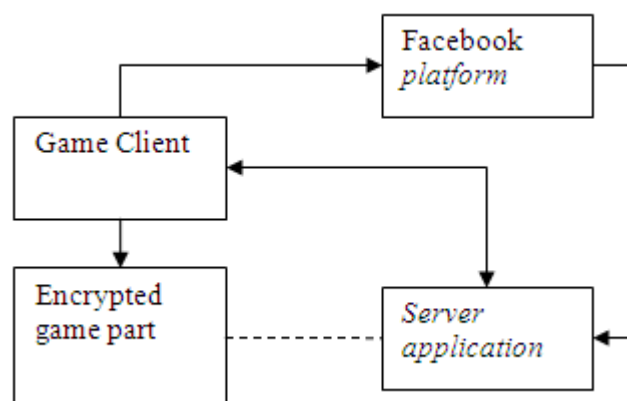 Facebook
platform
Game Client
Encrypted
game part
Server
application